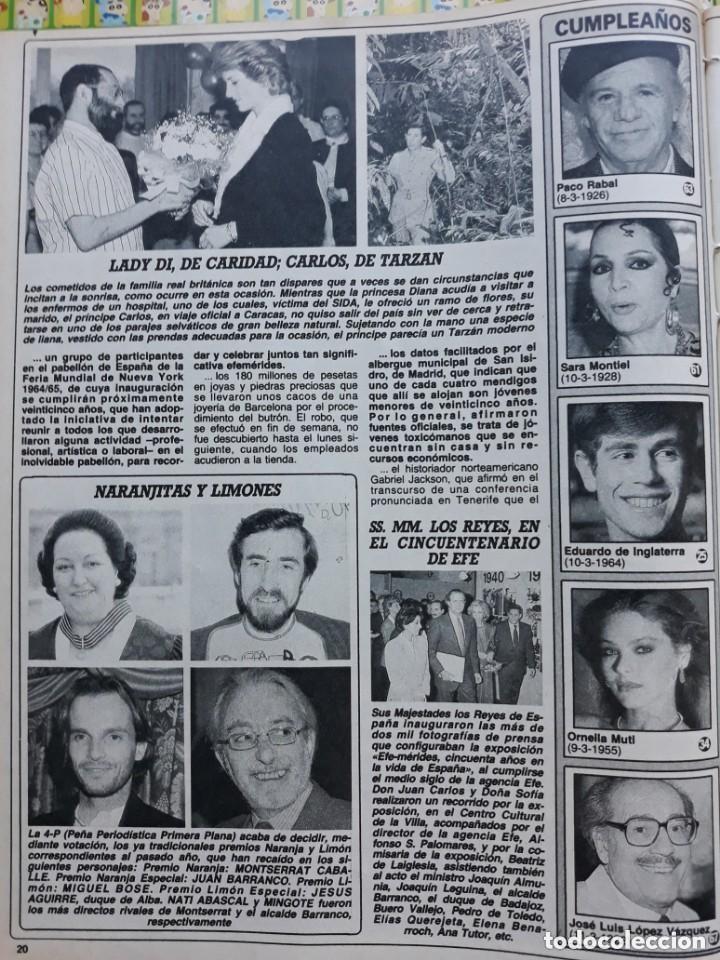 LADY DI, DE CARIDAD; CARLOS, DE TARZAN
Los cometidos de la familia real británica son tan dispares que a veces se dan circunstancias que
incitan a la sonrisa, como ocurre en esta ocasión. Mientras que la princesa Diana acudía a visitar a
los enfermos de un hospital, uno de los cuales, víctima del SIDA, le ofreció un ramo de flores, su
marido, el príncipe Carlos, en viaje oficial a Caracas, no quiso salir del país sin ver de cerca y retra-
tarse en uno de los parajes selváticos de gran belleza natural. Sujetando con la mano una especie
de liana, vestido con las prendas adecuadas para la ocasión, el príncipe parecía un Tarzán moderno
... un grupo de participantes
en el pabellón de España de la
Feria Mundial de Nueva York
1964/65, de cuya inauguración
se cumplirán próximamente
veinticinco años, que han adop-
tado la iniciativa de intentar
reunir a todos los que desarro-
llaron alguna actividad –profe-
sional, artística o laboral– en el
inolvidable pabellón, para recor-
dar y celebrar juntos tan signifi-
cativa efemérides.
... los 180 millones de pesetas
en joyas y piedras preciosas que
se llevaron unos cacos de una
joyería de Barcelona por el proce-
dimiento del butrón. El robo, que
se efectuó en fin de semana, no
fue descubierto hasta el lunes si-
guiente, cuando los empleados
acudieron a la tienda.
... los datos facilitados por el
albergue municipal de San Isi-
dro, de Madrid, que indican que
uno de cada cuatro mendigos
que allí se alojan son jóvenes
menores de veinticinco años.
Por lo general, afirmaron
fuentes oficiales, se trata de jó-
venes toxicómanos que se en-
cuentran sin casa y sin re-
cursos económicos.
... el historiador norteamericano
Gabriel Jackson, que afirmó en el
transcurso de una conferencia
pronunciada en Tenerife que el
NARANJITAS Y LIMONES
La 4-P (Peña Periodística Primera Plana) acaba de decidir, me-
diante votación, los ya tradicionales premios Naranja y Limón
correspondientes al pasado año, que han recaído en los si-
guientes personajes: Premio Naranja: MONTSERRAT CABA-
LLE. Premio Naranja Especial: JUAN BARRANCO. Premio Li-
món: MIGUEL BOSE. Premio Limón Especial: JESUS
AGUIRRE, duque de Alba. NATI ABASCAL y MINGOTE fueron
los más directos rivales de Montserrat y el alcalde Barranco,
respectivamente
SS. MM. LOS REYES, EN
EL CINCUENTENARIO
DE EFE
1940
19
Sus Majestades los Reyes de Es-
paña inauguraron las más de
dos mil fotografías de prensa
que configuraban la exposición
«Efe-mérides, cincuenta años en
la vida de España», al cumplirse
el medio siglo de la agencia Efe.
Don Juan Carlos y Doña Sofía
realizaron un recorrido por la ex-
posición, en el Centro Cultural
de la Villa, acompañados por el
director de la agencia Efe, Al-
fonso S. Palomares, y por la co-
misaria de la exposición, Beatriz
de Laiglesia, asistiendo también
al acto el ministro Joaquín Almu-
nia, Joaquín Leguina, el alcalde
Barranco, el duque de Badajoz,
Buero Vallejo, Pedro de Toledo,
Elías Querejeta, Elena Bena-
rroch, Ana Tutor, etc.
CUMPLEAÑOS
Paco Rabal
(8-3-1926)
63
Sara Montiel
(10-3-1928)
61
Eduardo de Inglaterra
(10-3-1964)
25
Ornella Muti
(9-3-1955)
34
José Luis López Vázquez
20
todocoleccion.net